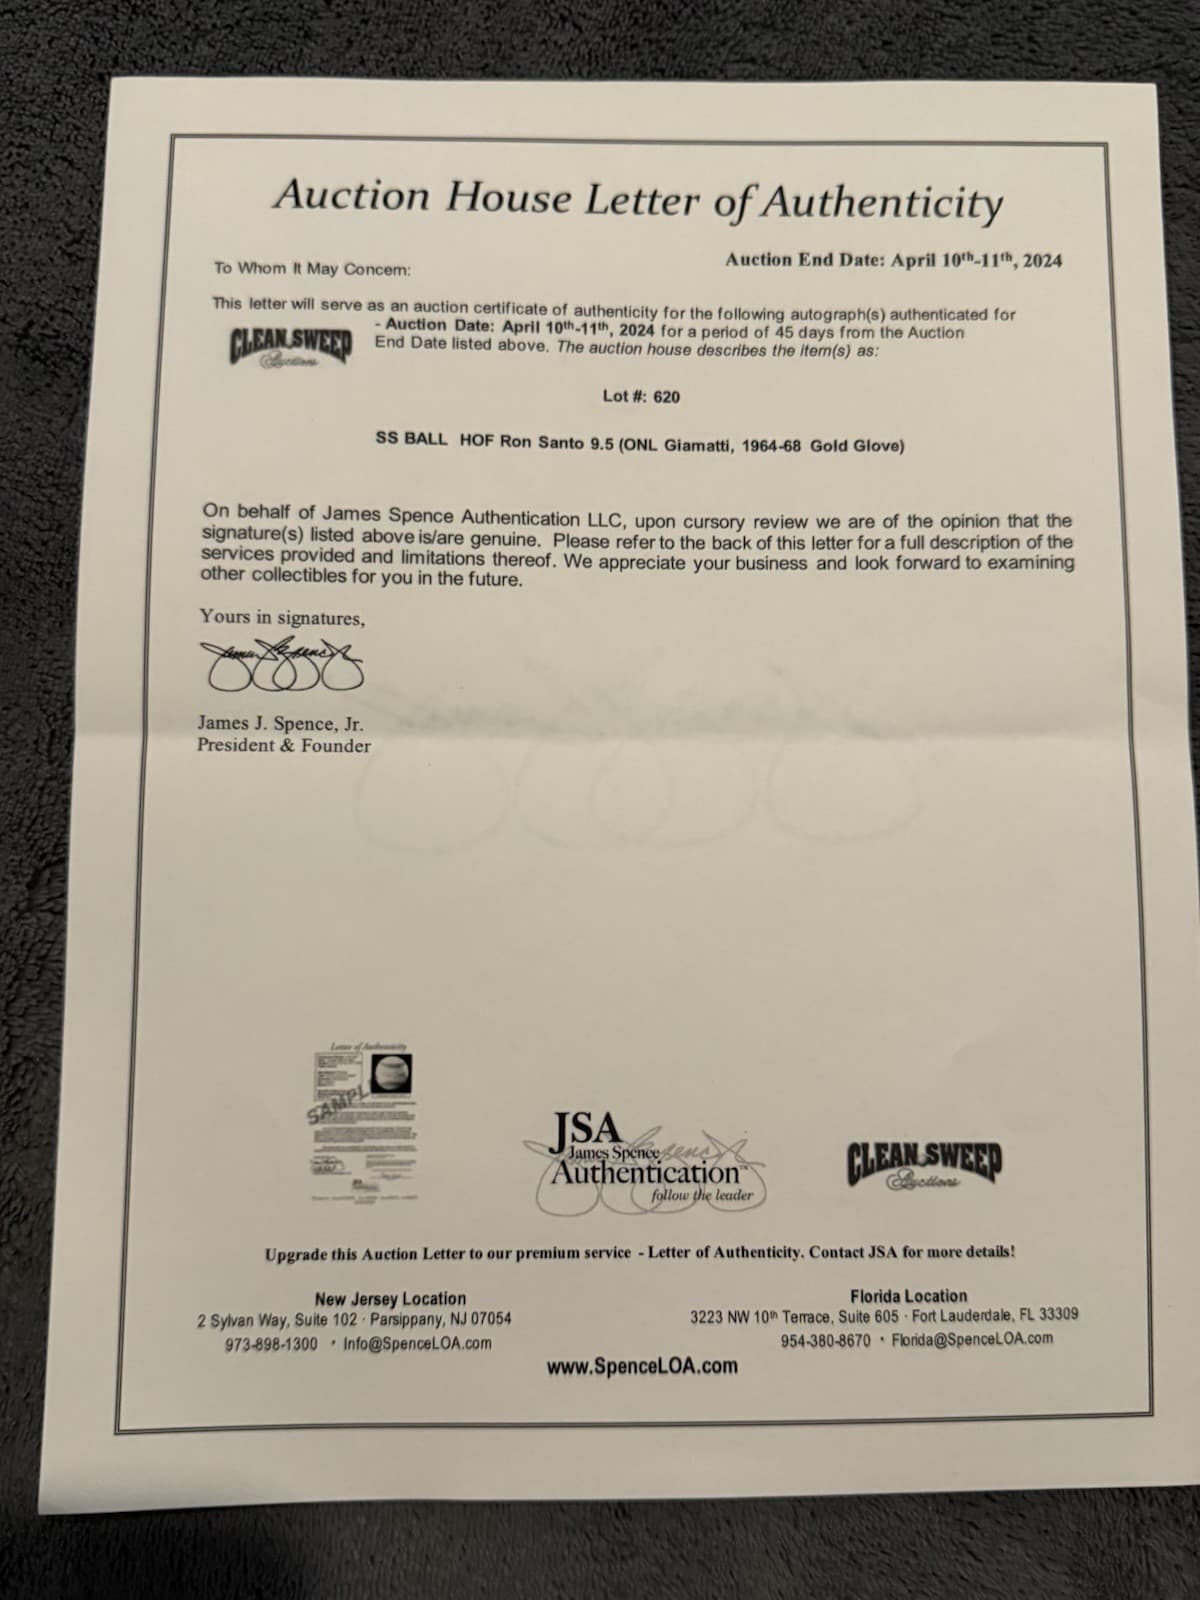 Auction House Letter of Authenticity
Auction End Date: April 10th-11th, 2024
To Whom It May Concern:
This letter will serve as an auction certificate of authenticity for the following autograph(s) authenticated for
CLEAN SWEEP
Auctions
- Auction Date: April 10th-11th, 2024 for a period of 45 days from the Auction
End Date listed above. The auction house describes the item(s) as:
Lot #: 620
SS BALL HOF Ron Santo 9.5 (ONL Giamatti, 1964-68 Gold Glove)
On behalf of James Spence Authentication LLC, upon cursory review we are of the opinion that the
signature(s) listed above is/are genuine. Please refer to the back of this letter for a full description of the
services provided and limitations thereof. We appreciate your business and look forward to examining
other collectibles for you in the future.
Yours in signatures,
James Spence Jr
James J. Spence, Jr.
President & Founder
Letter of Authenticity
SAMPLE
JSA
James Spence
Authentication™
follow the leader
CLEAN SWEEP
Auctions
Upgrade this Auction Letter to our premium service - Letter of Authenticity. Contact JSA for more details!
New Jersey Location
2 Sylvan Way, Suite 102 · Parsippany, NJ 07054
973-898-1300 · Info@SpenceLOA.com
Florida Location
3223 NW 10th Terrace, Suite 605 · Fort Lauderdale, FL 33309
954-380-8670 · Florida@SpenceLOA.com
www.SpenceLOA.com